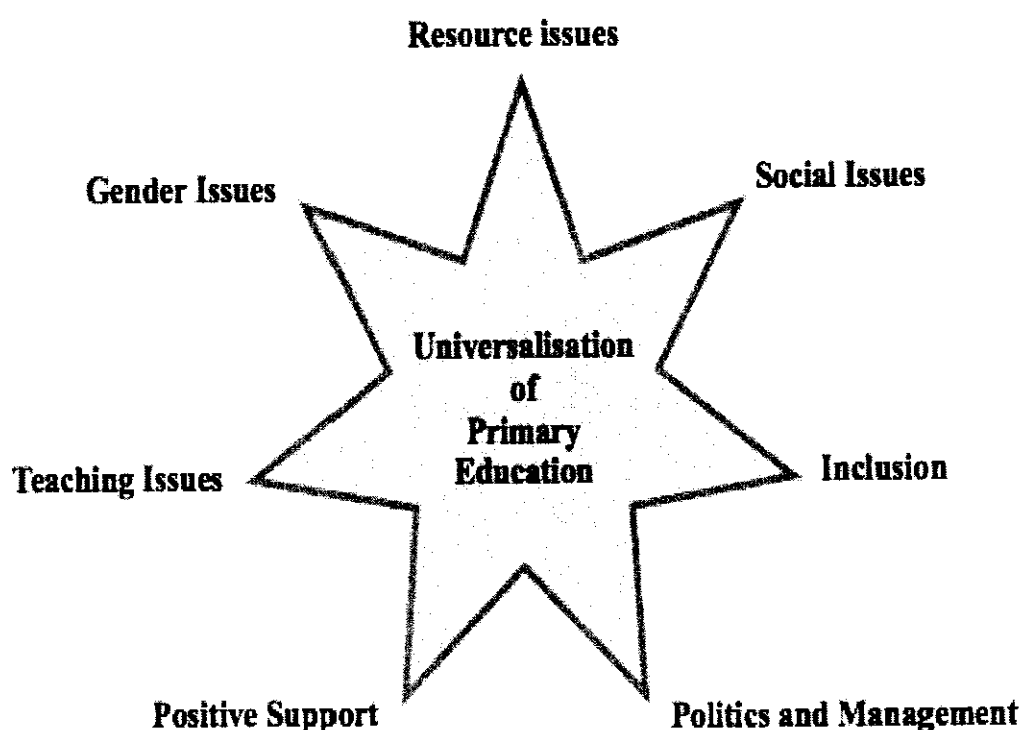 Resource issues
Gender Issues
Social Issues
Universalisation
of
Primary
Education
Teaching Issues
Inclusion
Positive Support
Politics and Management